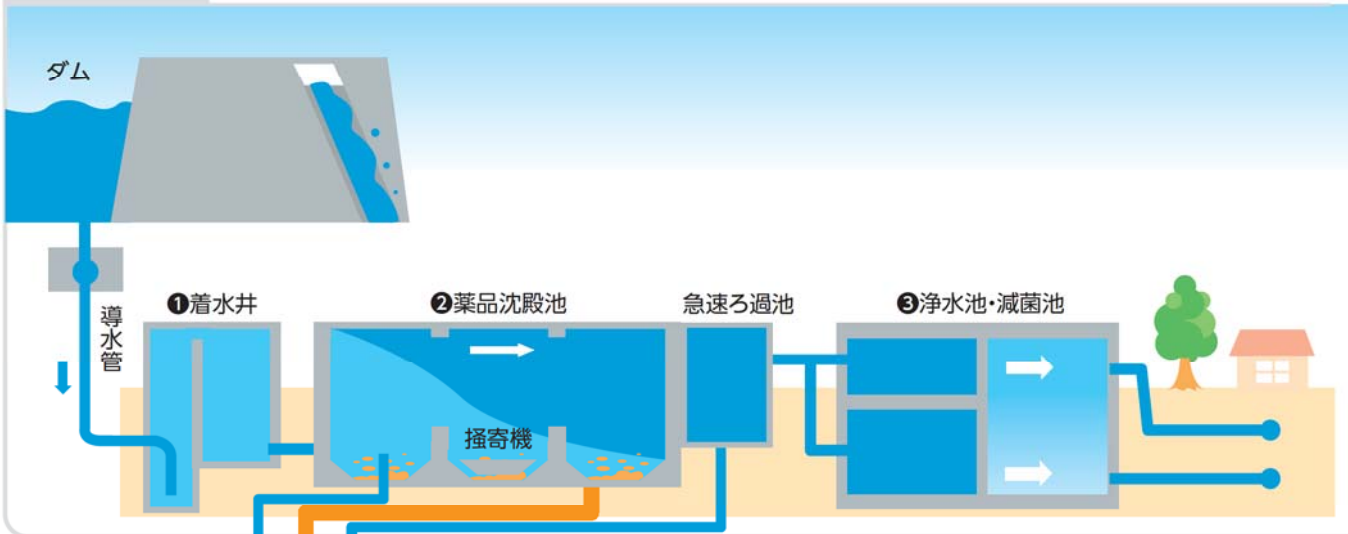 ダム
導水管
❶着水井
❷薬品沈殿池
急速ろ過池
❸浄水池・減菌池
掻寄機